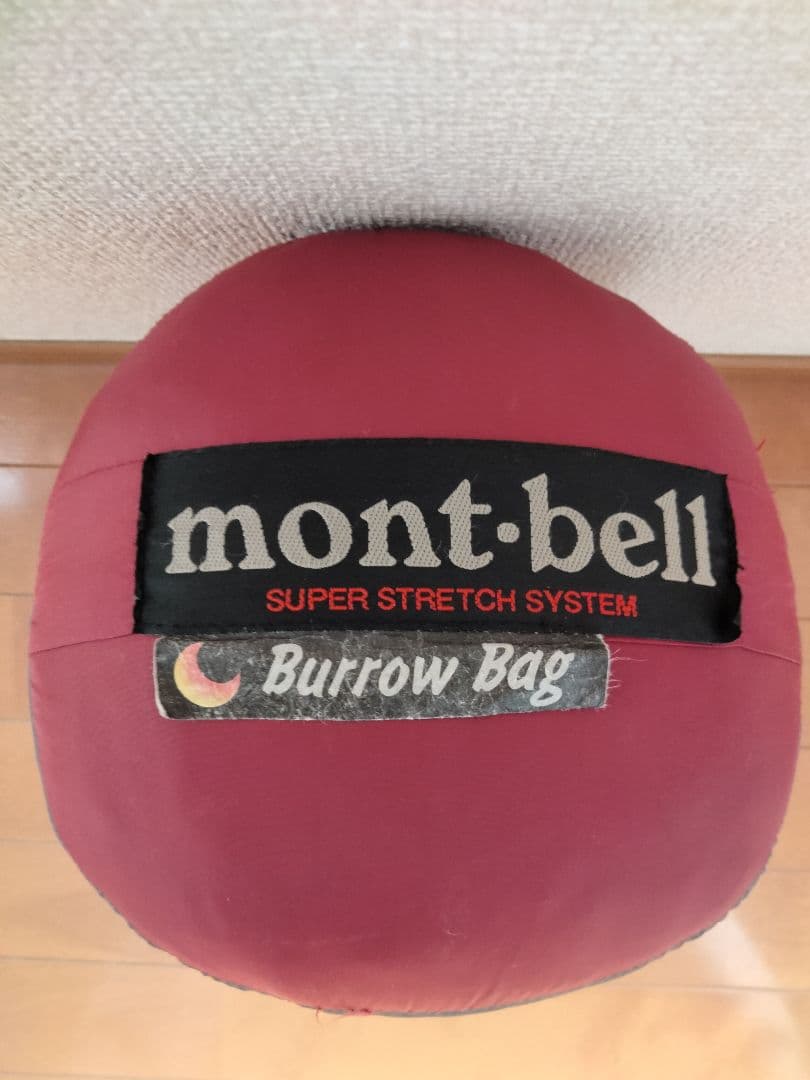 mont·bell
SUPER STRETCH SYSTEM
Burrow Bag